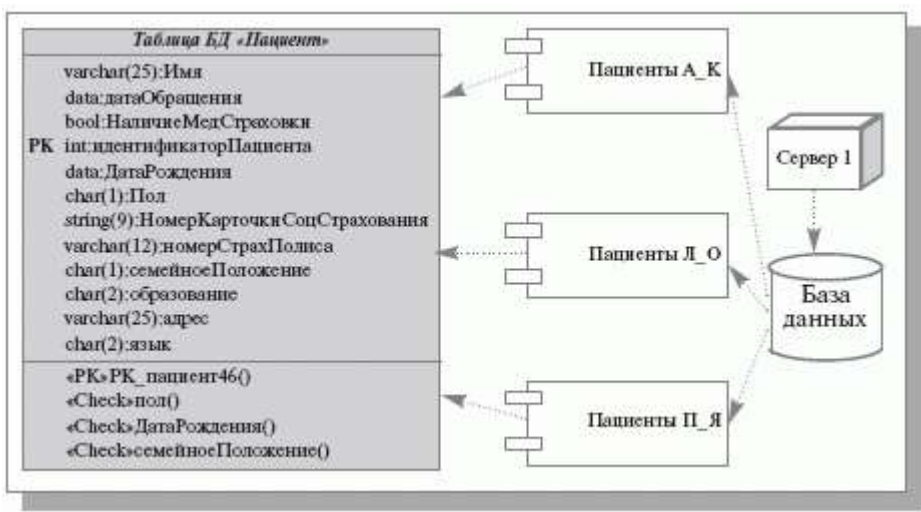 Таблица БД «Пациент»
varchar(25):Имя
data:датаОбращения
bool:НаличиеМедСтраховки
PK int:идентификаторПациента
data:ДатаРождения
char(1):Пол
string(9):НомерКарточкиСоцСтрахования
varchar(12):номерСтрахПолиса
char(1):семейноеПоложение
char(2):образование
varchar(25):адрес
char(2):язык
«PK»PK_пациент46()
«Check»пол()
«Check»ДатаРождения()
«Check»семейноеПоложение()
Пациенты А_К
Пациенты Л_О
Пациенты П_Я
Сервер 1
База
данных